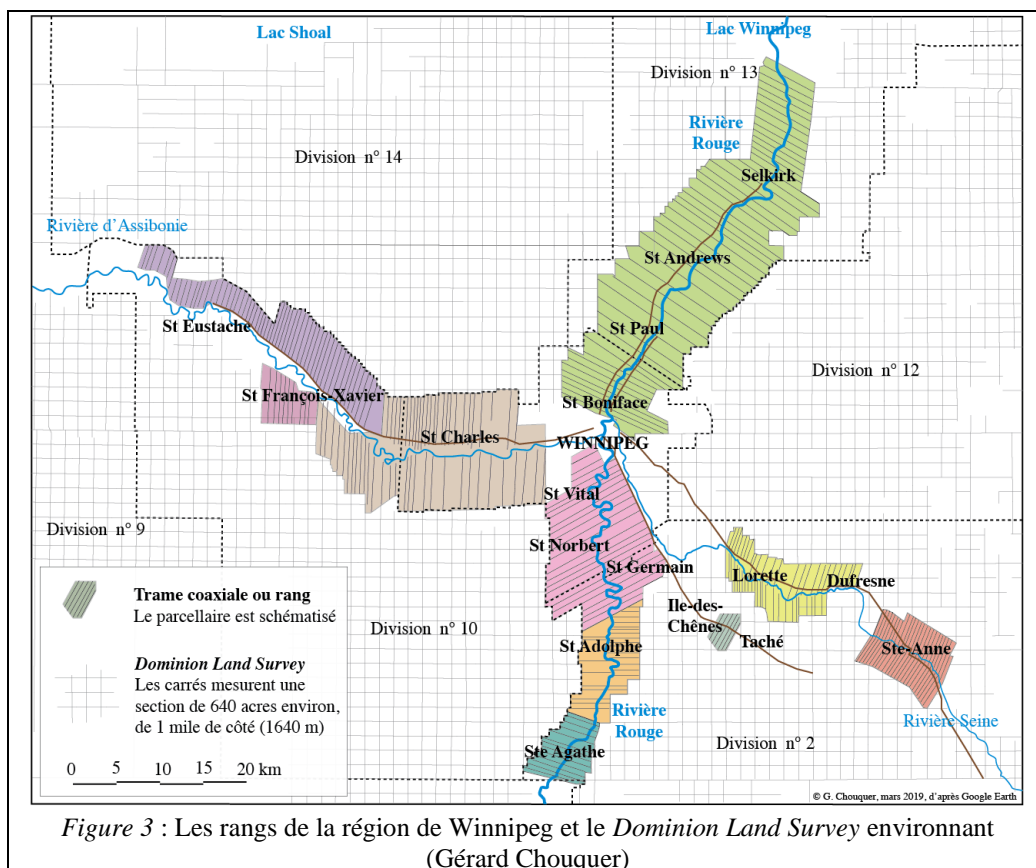 Lac Shoal
Lac Winnipeg
Division n° 13
Rivière
Rouge
Division n° 14
Selkirk
Rivière d'Assibonie
St Andrews
St Eustache
St Paul
Division n° 12
St François-Xavier
St Boniface
St Charles
WINNIPEG
St Vital
Division n° 9
St Norbert
St Germain
Lorette
Dufresne
Ile-des-
Chênes
Taché
Division n° 10
St Adolphe
Ste-Anne
Rivière
Rouge
Rivière Seine
Ste Agathe
Division n° 2
Trame coaxiale ou rang
Le parcellaire est schématisé
Dominion Land Survey
Les carrés mesurent une
section de 640 acres environ,
de 1 mile de côté (1640 m)
0 5 10 15 20 km
© G. Chouquer, mars 2019, d'après Google Earth
Figure 3 : Les rangs de la région de Winnipeg et le Dominion Land Survey environnant
(Gérard Chouquer)